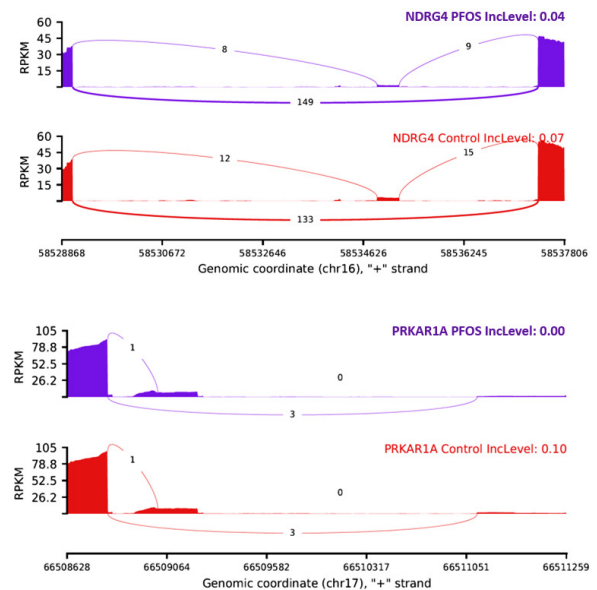 NDRG4 PFOS IncLevel: 0.04
60
45
30
15
RPKM
8
9
149
NDRG4 Control IncLevel: 0.07
60
45
30
15
RPKM
12
15
133
58528868 58530672 58532646 58534626 58536245 58537806
Genomic coordinate (chr16), "+" strand
PRKAR1A PFOS IncLevel: 0.00
105
78.8
52.5
26.2
RPKM
1
0
3
PRKAR1A Control IncLevel: 0.10
105
78.8
52.5
26.2
RPKM
1
0
3
66508628 66509064 66509582 66510317 66511051 66511259
Genomic coordinate (chr17), "+" strand